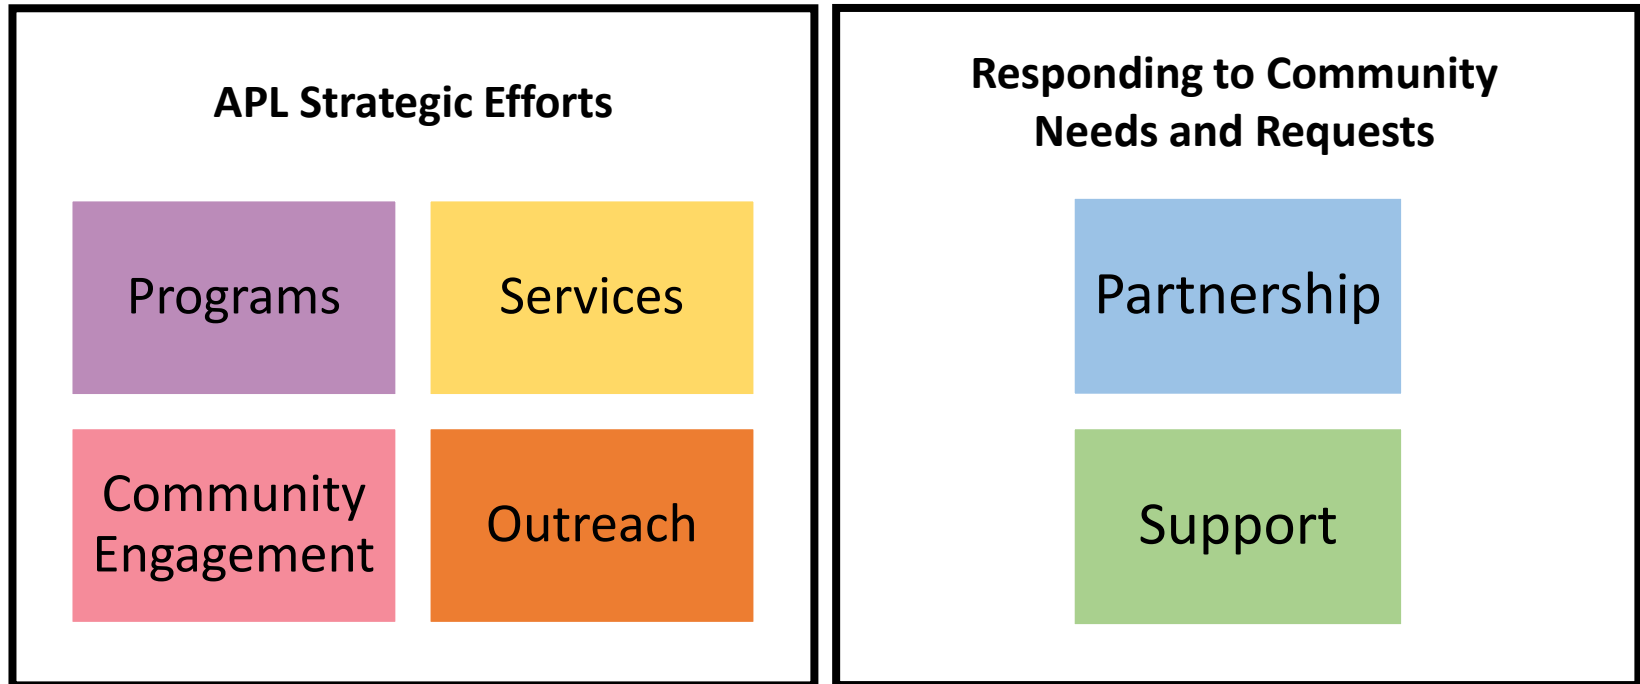 APL Strategic Efforts
Programs
Services
Community
Engagement
Outreach
Responding to Community
Needs and Requests
Partnership
Support